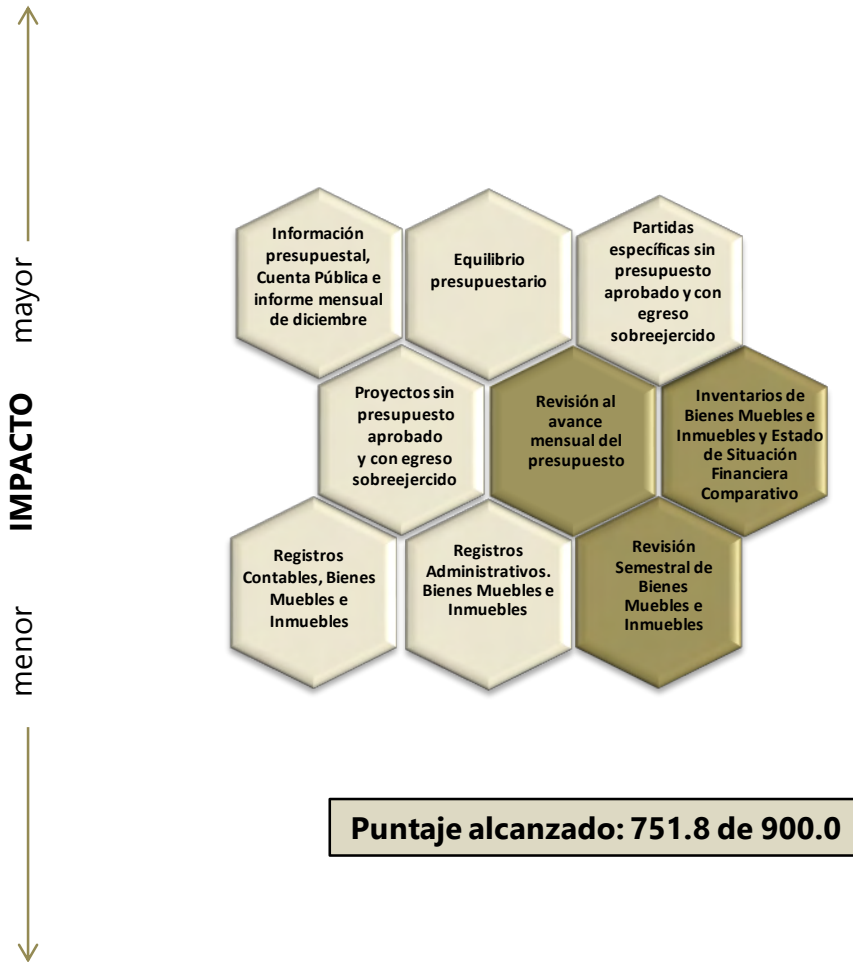 mayor
IMPACTO
menor
Información
presupuestal,
Cuenta Pública e
informe mensual
de diciembre
Equilibrio
presupuestario
Partidas
específicas sin
presupuesto
aprobado y con
egreso
sobreejercido
Proyectos sin
presupuesto
aprobado
y con egreso
sobreejercido
Revisión al
avance
mensual del
presupuesto
Inventarios de
Bienes Muebles e
Inmuebles y Estado
de Situación
Financiera
Comparativo
Registros
Contables, Bienes
Muebles e
Inmuebles
Registros
Administrativos.
Bienes Muebles e
Inmuebles
Revisión
Semestral de
Bienes
Muebles e
Inmuebles
Puntaje alcanzado: 751.8 de 900.0